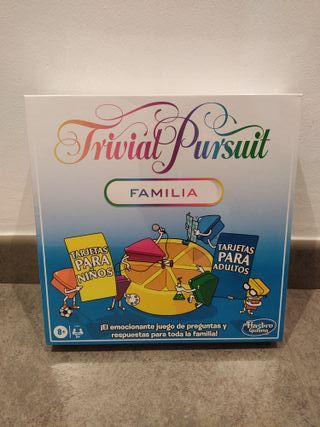 Trivial Pursuit
FAMILIA
TARJETAS
PARA
NIÑOS
TARJETAS
PARA
ADULTOS
8+
2+
¡El emocionante juego de preguntas y
respuestas para toda la familia!
Hasbro
Gaming